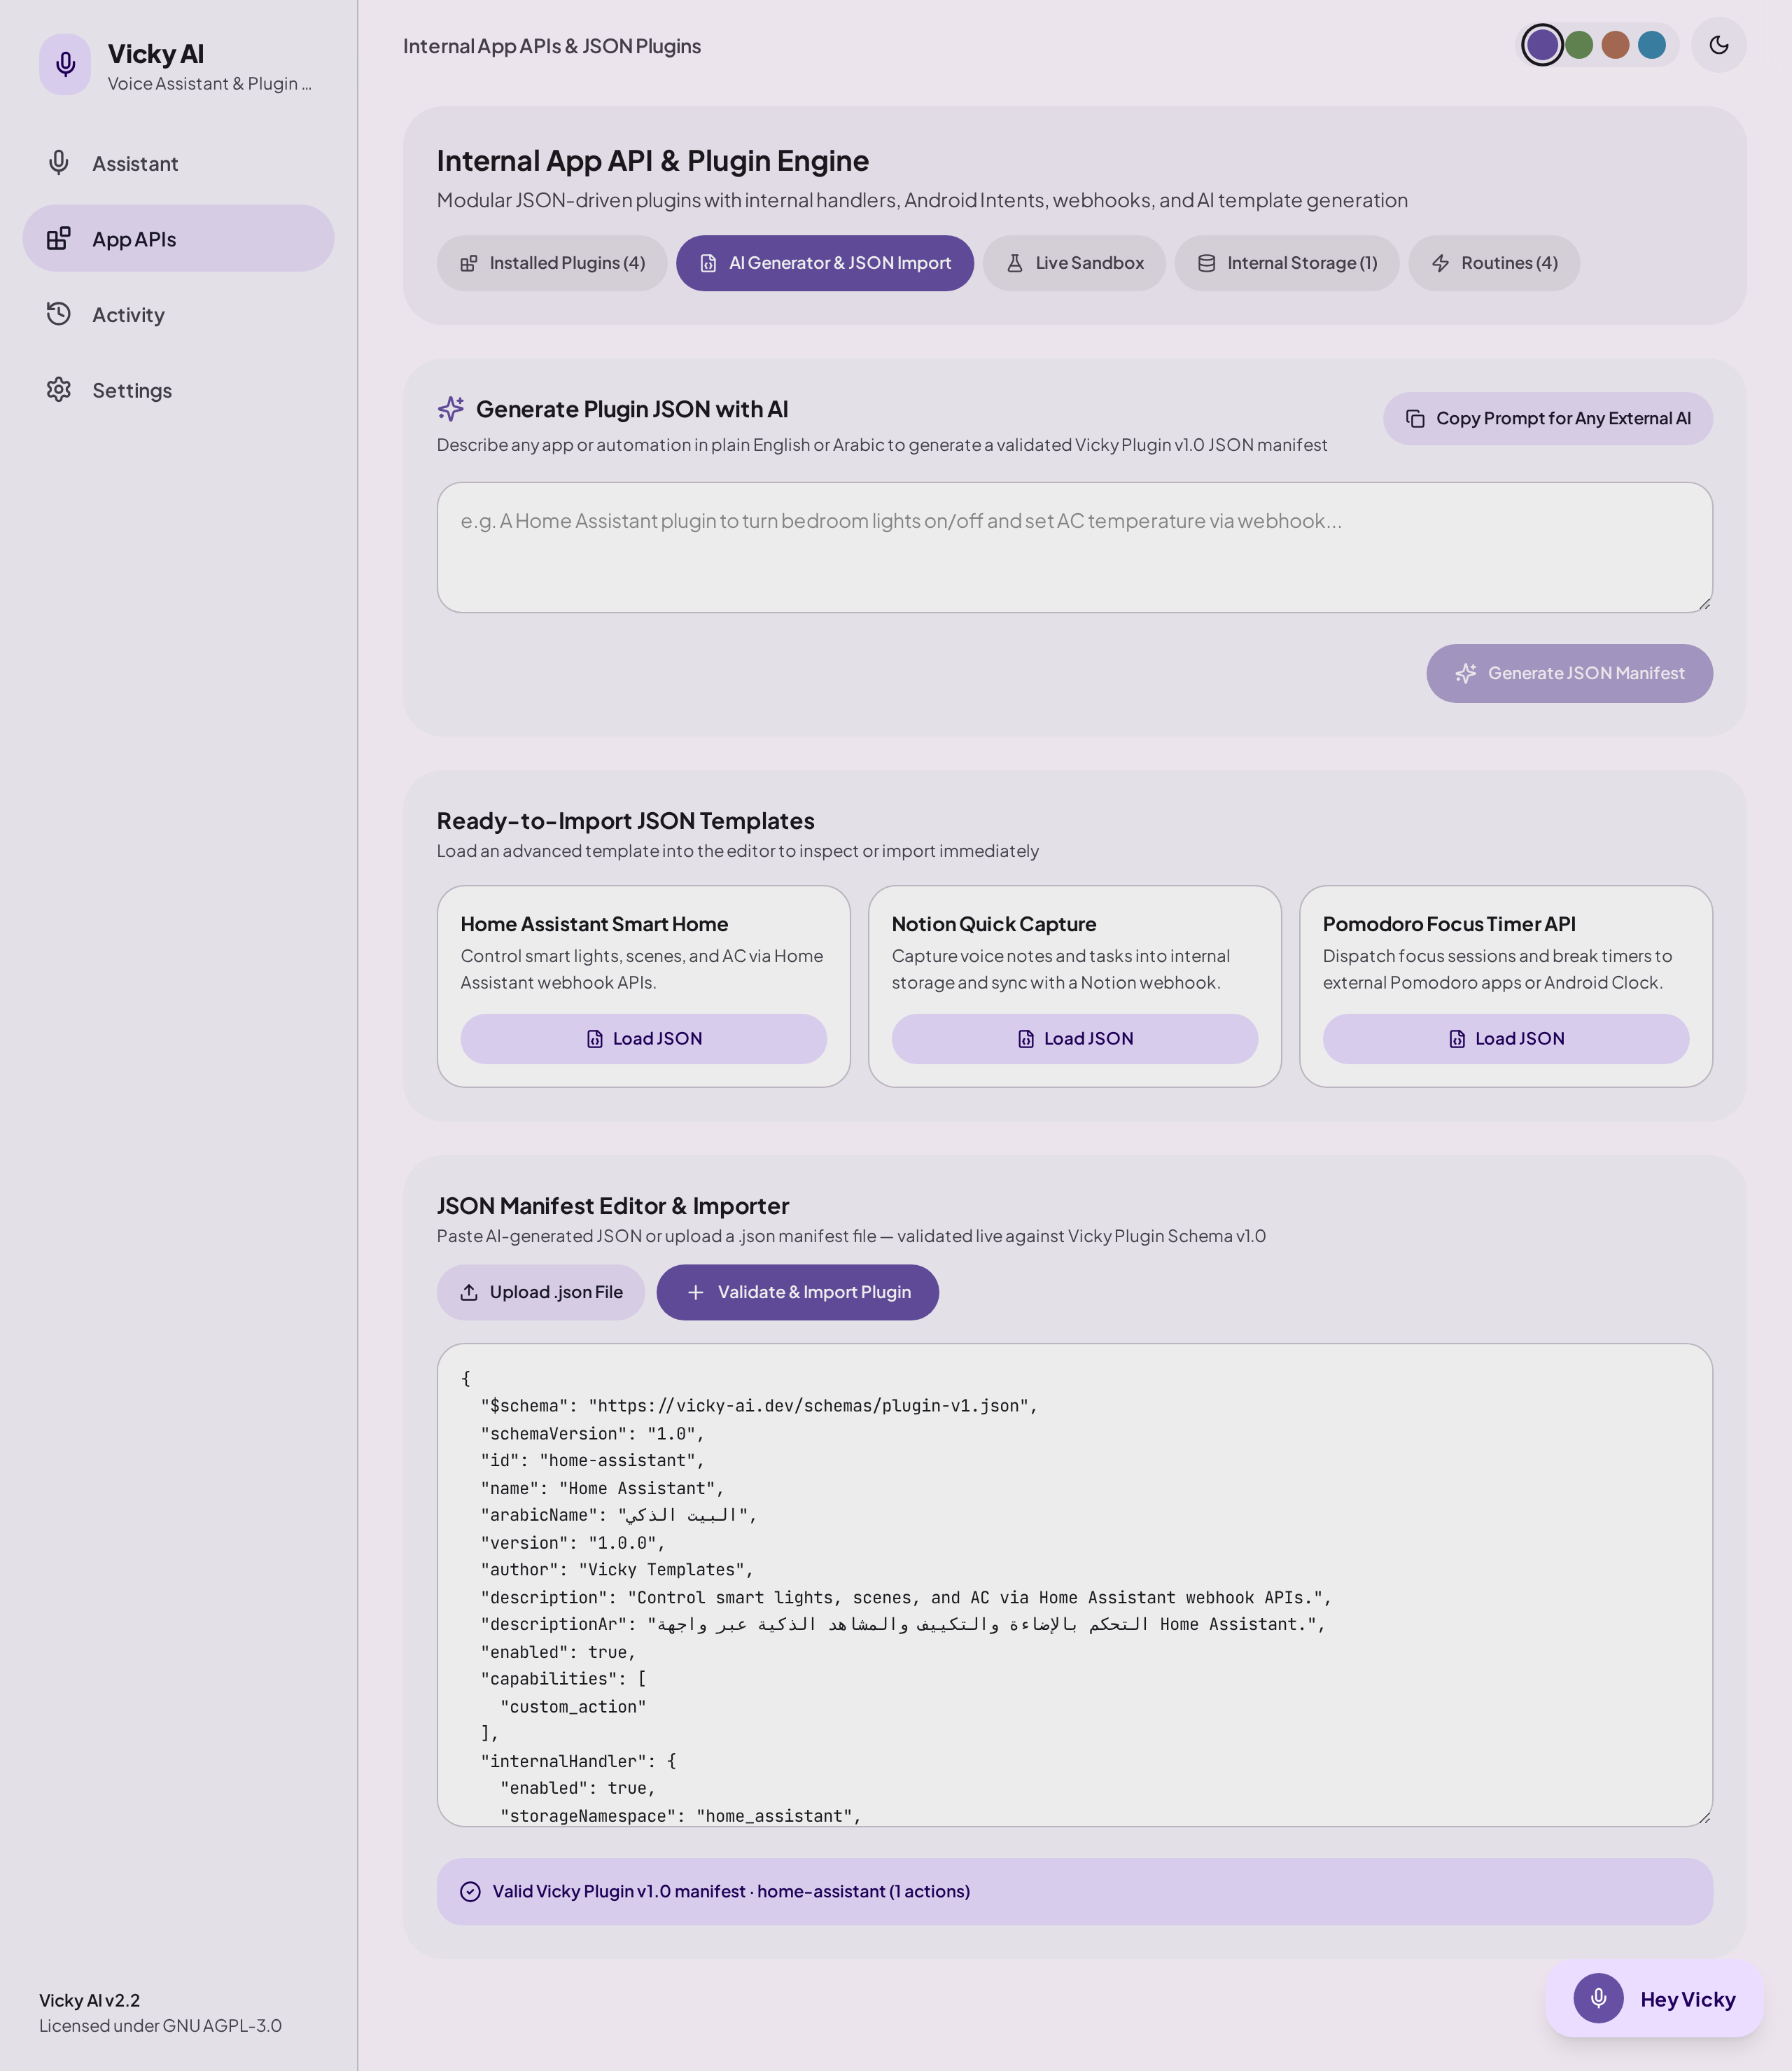 Vicky AI
Voice Assistant & Plugin ...
Assistant
App APIs
Activity
Settings
Vicky AI v2.2
Licensed under GNU AGPL-3.0
Internal App APIs & JSON Plugins
Internal App API & Plugin Engine
Modular JSON-driven plugins with internal handlers, Android Intents, webhooks, and AI template generation
Installed Plugins (4)
AI Generator & JSON Import
Live Sandbox
Internal Storage (1)
Routines (4)
Generate Plugin JSON with AI
Describe any app or automation in plain English or Arabic to generate a validated Vicky Plugin v1.0 JSON manifest
Copy Prompt for Any External AI
e.g. A Home Assistant plugin to turn bedroom lights on/off and set AC temperature via webhook...
Generate JSON Manifest
Ready-to-Import JSON Templates
Load an advanced template into the editor to inspect or import immediately
Home Assistant Smart Home
Control smart lights, scenes, and AC via Home
Assistant webhook APIs.
Load JSON
Notion Quick Capture
Capture voice notes and tasks into internal
storage and sync with a Notion webhook.
Load JSON
Pomodoro Focus Timer API
Dispatch focus sessions and break timers to
external Pomodoro apps or Android Clock.
Load JSON
JSON Manifest Editor & Importer
Paste AI-generated JSON or upload a .json manifest file — validated live against Vicky Plugin Schema v1.0
Upload .json File
Validate & Import Plugin
{
"$schema": "https://vicky-ai.dev/schemas/plugin-v1.json",
"schemaVersion": "1.0",
"id": "home-assistant",
"name": "Home Assistant",
"arabicName": "البيت الذكي",
"version": "1.0.0",
"author": "Vicky Templates",
"description": "Control smart lights, scenes, and AC via Home Assistant webhook APIs.",
"descriptionAr": "التحكم بالإضاءة والتكييف والمشاهد الذكية عبر واجهة Home Assistant.",
"enabled": true,
"capabilities": [
"custom_action"
],
"internalHandler": {
"enabled": true,
"storageNamespace": "home_assistant",
Valid Vicky Plugin v1.0 manifest · home-assistant (1 actions)
Hey Vicky